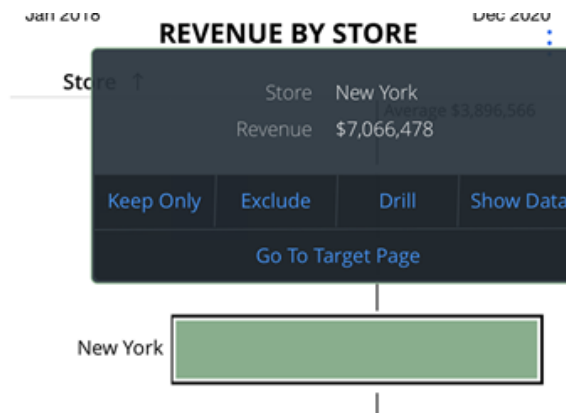 Jan 2018 Dec 2020
REVENUE BY STORE
Store ↑
Store New York
Average $3,896,566
Revenue $7,066,478
Keep Only Exclude Drill Show Data
Go To Target Page
New York